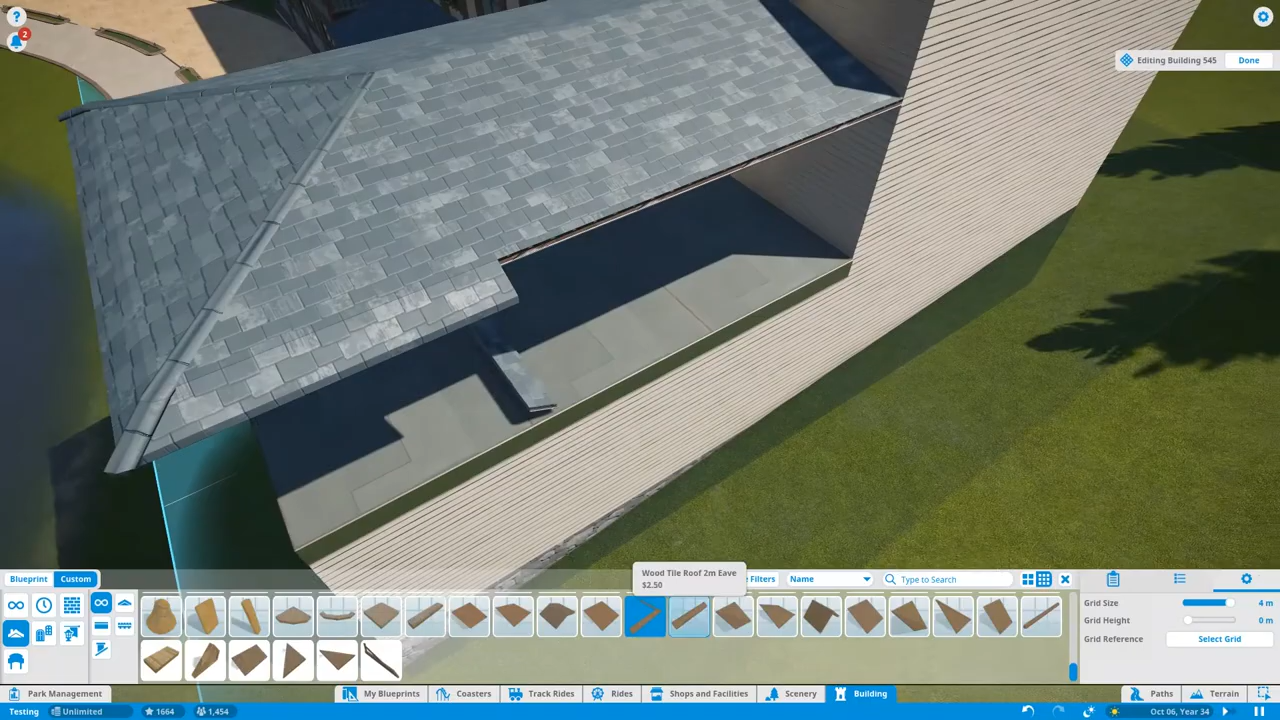 ?
2
Editing Building 545
Done
Wood Tile Roof 2m Eave
$2.50
Blueprint
Custom
Filters
Name
Type to Search
Grid Size
4 m
Grid Height
0 m
Grid Reference
Select Grid
Park Management
My Blueprints
Coasters
Track Rides
Rides
Shops and Facilities
Scenery
Building
Paths
Terrain
Testing
Unlimited
1664
1,454
Oct 06, Year 34